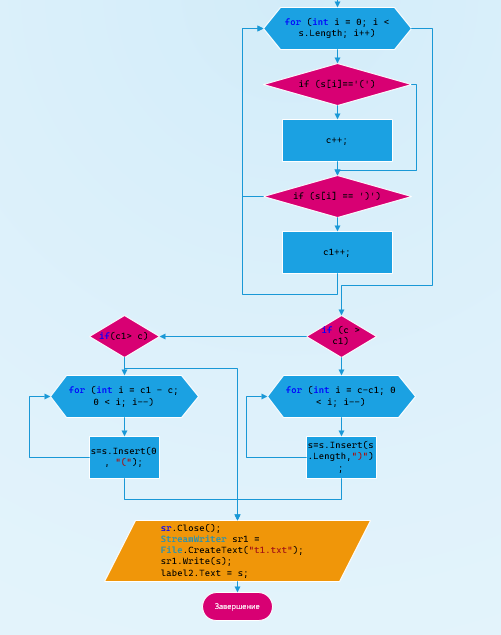 for (int i = 0; i <
s.Length; i++)
if (s[i]=='(')
c++;
if (s[i] == ')')
c1++;
if(c1> c)
if (c >
c1)
for (int i = c1 - c;
0 < i; i--)
for (int i = c-c1; 0
< i; i--)
s=s.Insert(0
, "(");
s=s.Insert(s
.Length,")")
;
sr.Close();
StreamWriter sr1 =
File.CreateText("t1.txt");
sr1.Write(s);
label2.Text = s;
Завершение